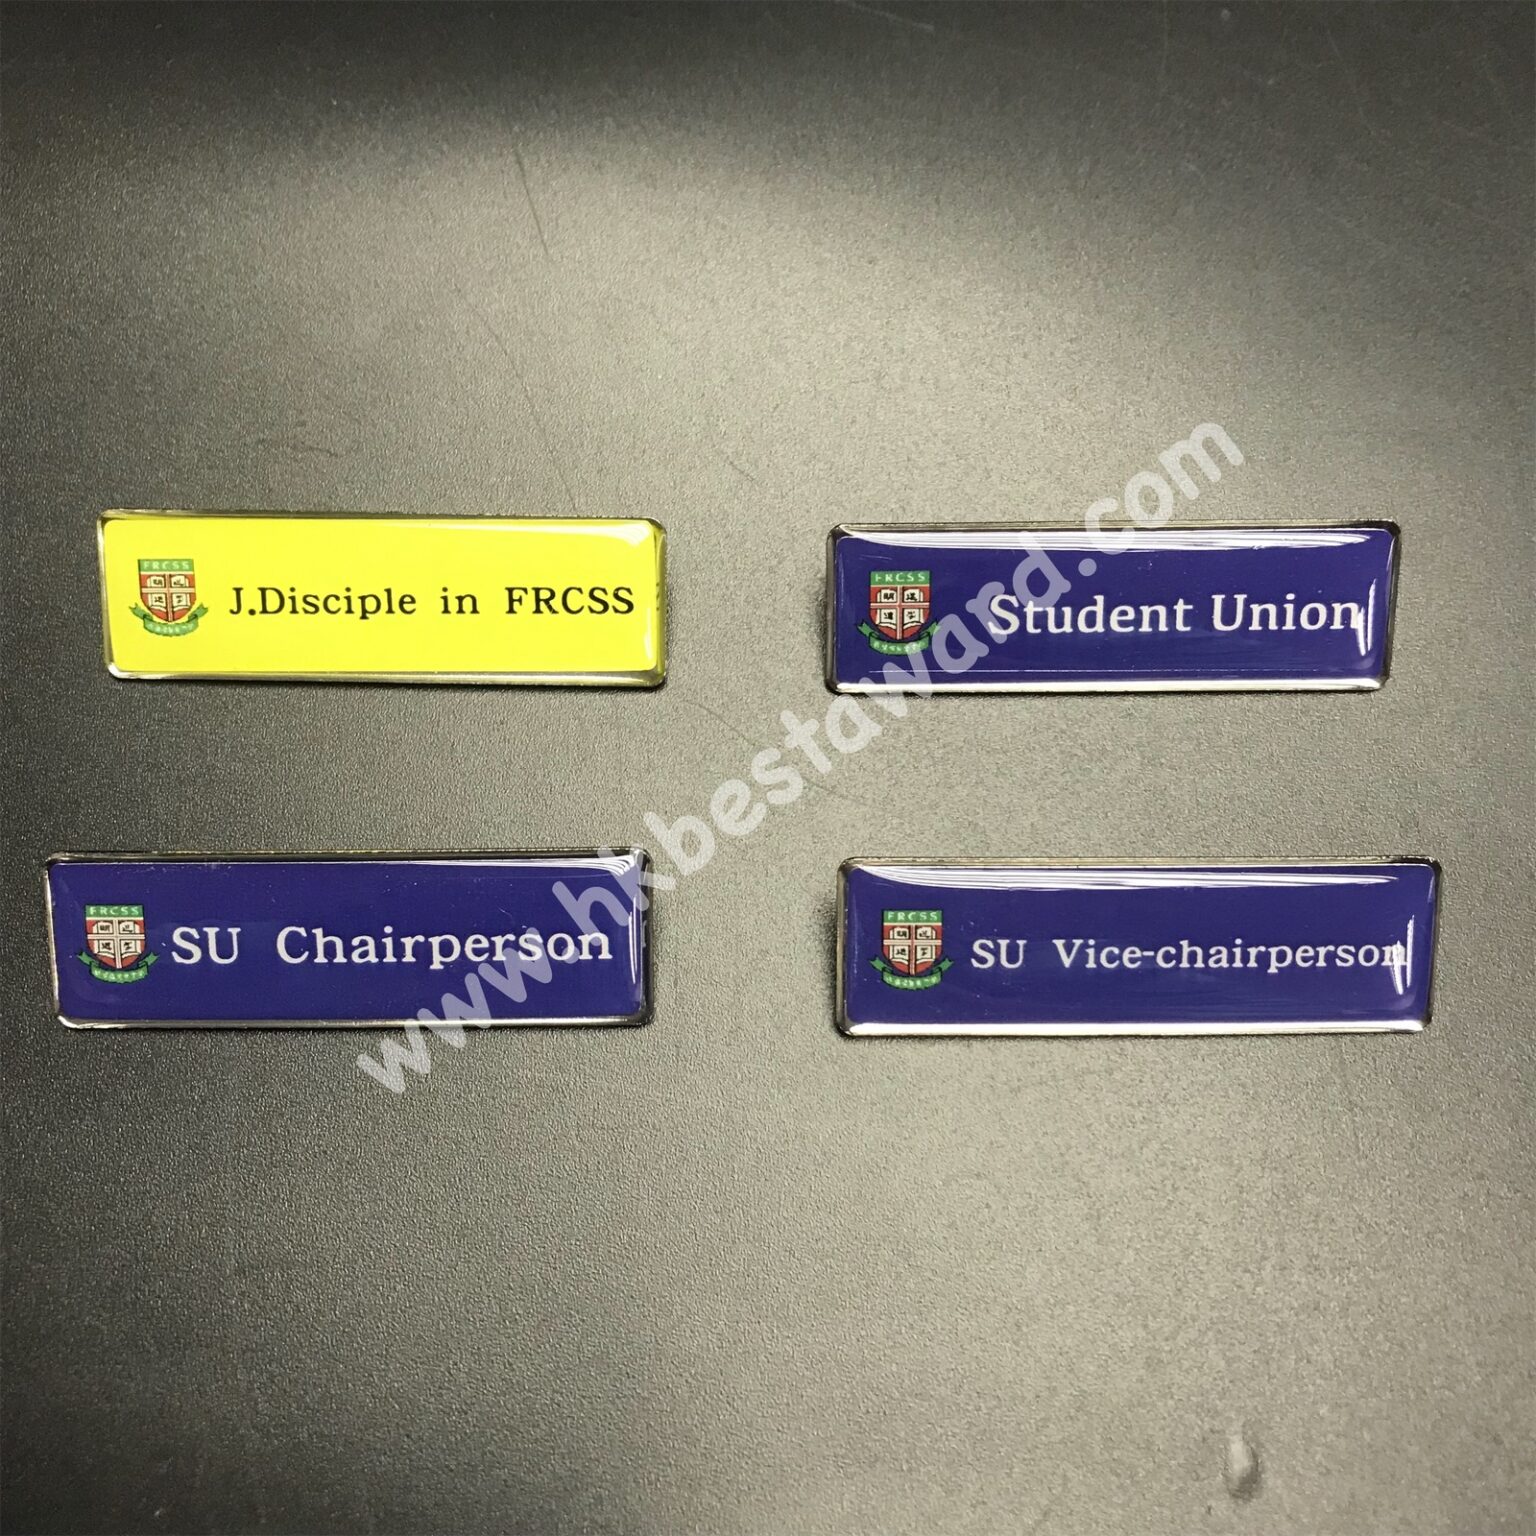 FRCSS
J.Disciple in FRCSS
FRCSS
Student Union
FRCSS
SU Chairperson
FRCSS
SU Vice-chairperson
www.hkbestaward.com